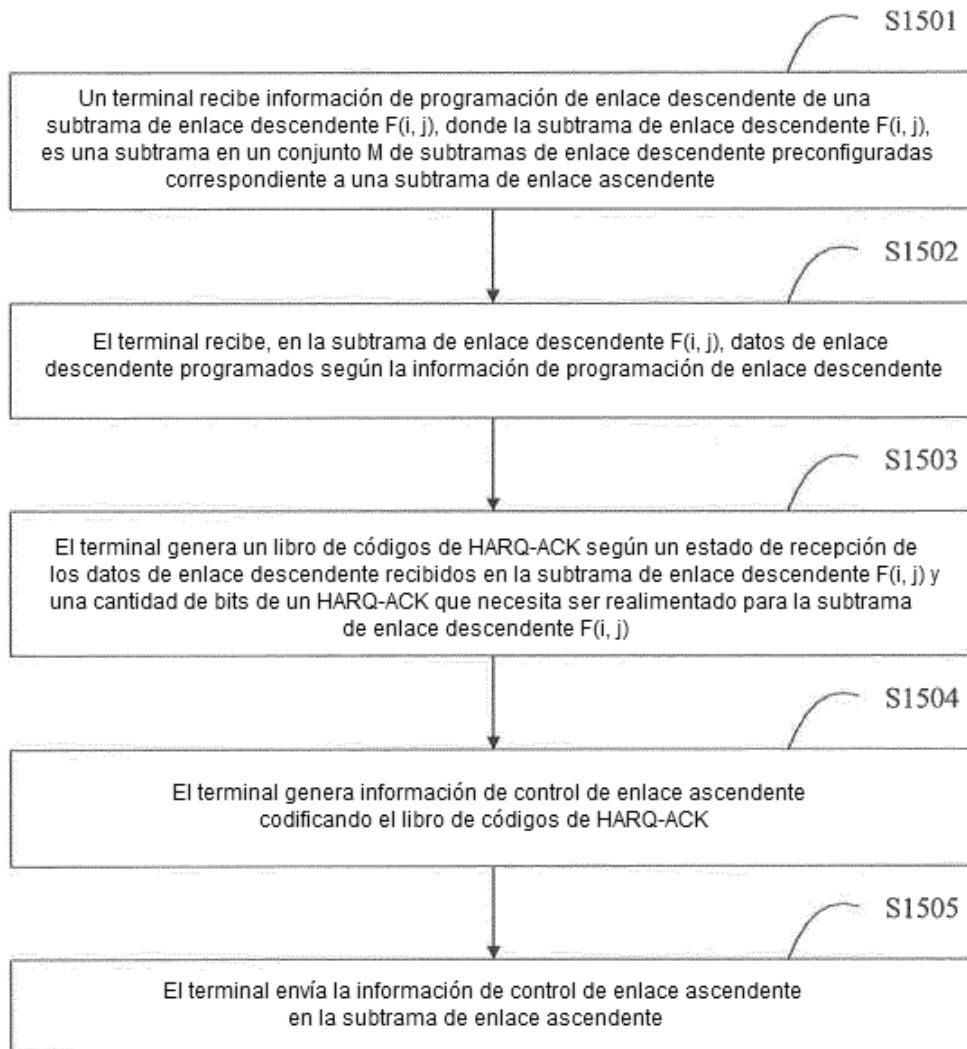 S1501
Un terminal recibe información de programación de enlace descendente de una
subtrama de enlace descendente F(i, j), donde la subtrama de enlace descendente F(i, j),
es una subtrama en un conjunto M de subtramas de enlace descendente preconfiguradas
correspondiente a una subtrama de enlace ascendente
S1502
El terminal recibe, en la subtrama de enlace descendente F(i, j), datos de enlace
descendente programados según la información de programación de enlace descendente
S1503
El terminal genera un libro de códigos de HARQ-ACK según un estado de recepción de
los datos de enlace descendente recibidos en la subtrama de enlace descendente F(i, j) y
una cantidad de bits de un HARQ-ACK que necesita ser realimentado para la subtrama
de enlace descendente F(i, j)
S1504
El terminal genera información de control de enlace ascendente
codificando el libro de códigos de HARQ-ACK
S1505
El terminal envía la información de control de enlace ascendente
en la subtrama de enlace ascendente